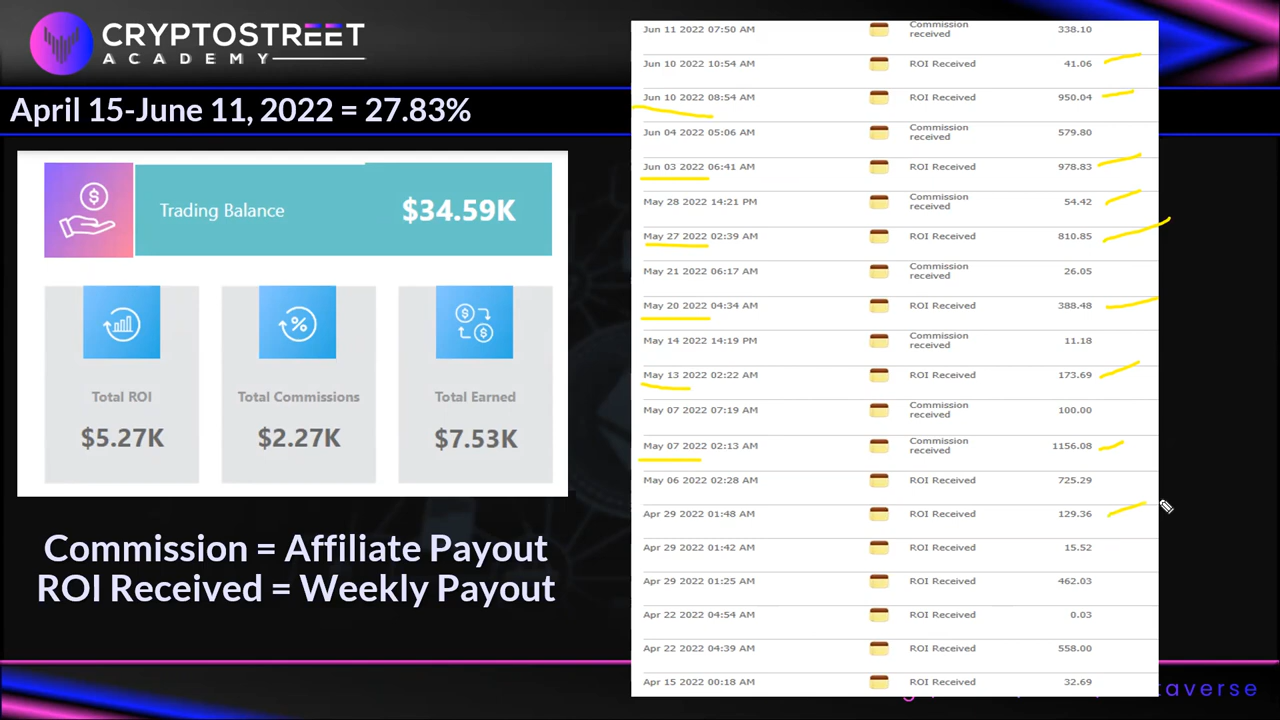 CRYPTOSTREET
ACADEMY
April 15-June 11, 2022 = 27.83%
Trading Balance
$34.59K
Total ROI
$5.27K
Total Commissions
$2.27K
Total Earned
$7.53K
Commission = Affiliate Payout
ROI Received = Weekly Payout
Jun 11 2022 07:50 AM Commission received 338.10
Jun 10 2022 10:54 AM ROI Received 41.06
Jun 10 2022 08:54 AM ROI Received 950.04
Jun 04 2022 05:06 AM Commission received 579.80
Jun 03 2022 06:41 AM ROI Received 978.83
May 28 2022 14:21 PM Commission received 54.42
May 27 2022 02:39 AM ROI Received 810.85
May 21 2022 06:17 AM Commission received 26.05
May 20 2022 04:34 AM ROI Received 388.48
May 14 2022 14:19 PM Commission received 11.18
May 13 2022 02:22 AM ROI Received 173.69
May 07 2022 07:19 AM Commission received 100.00
May 07 2022 02:13 AM Commission received 1156.08
May 06 2022 02:28 AM ROI Received 725.29
Apr 29 2022 01:48 AM ROI Received 129.36
Apr 29 2022 01:42 AM ROI Received 15.52
Apr 29 2022 01:25 AM ROI Received 462.03
Apr 22 2022 04:54 AM ROI Received 0.03
Apr 22 2022 04:39 AM ROI Received 558.00
Apr 15 2022 00:18 AM ROI Received 32.69
taverse